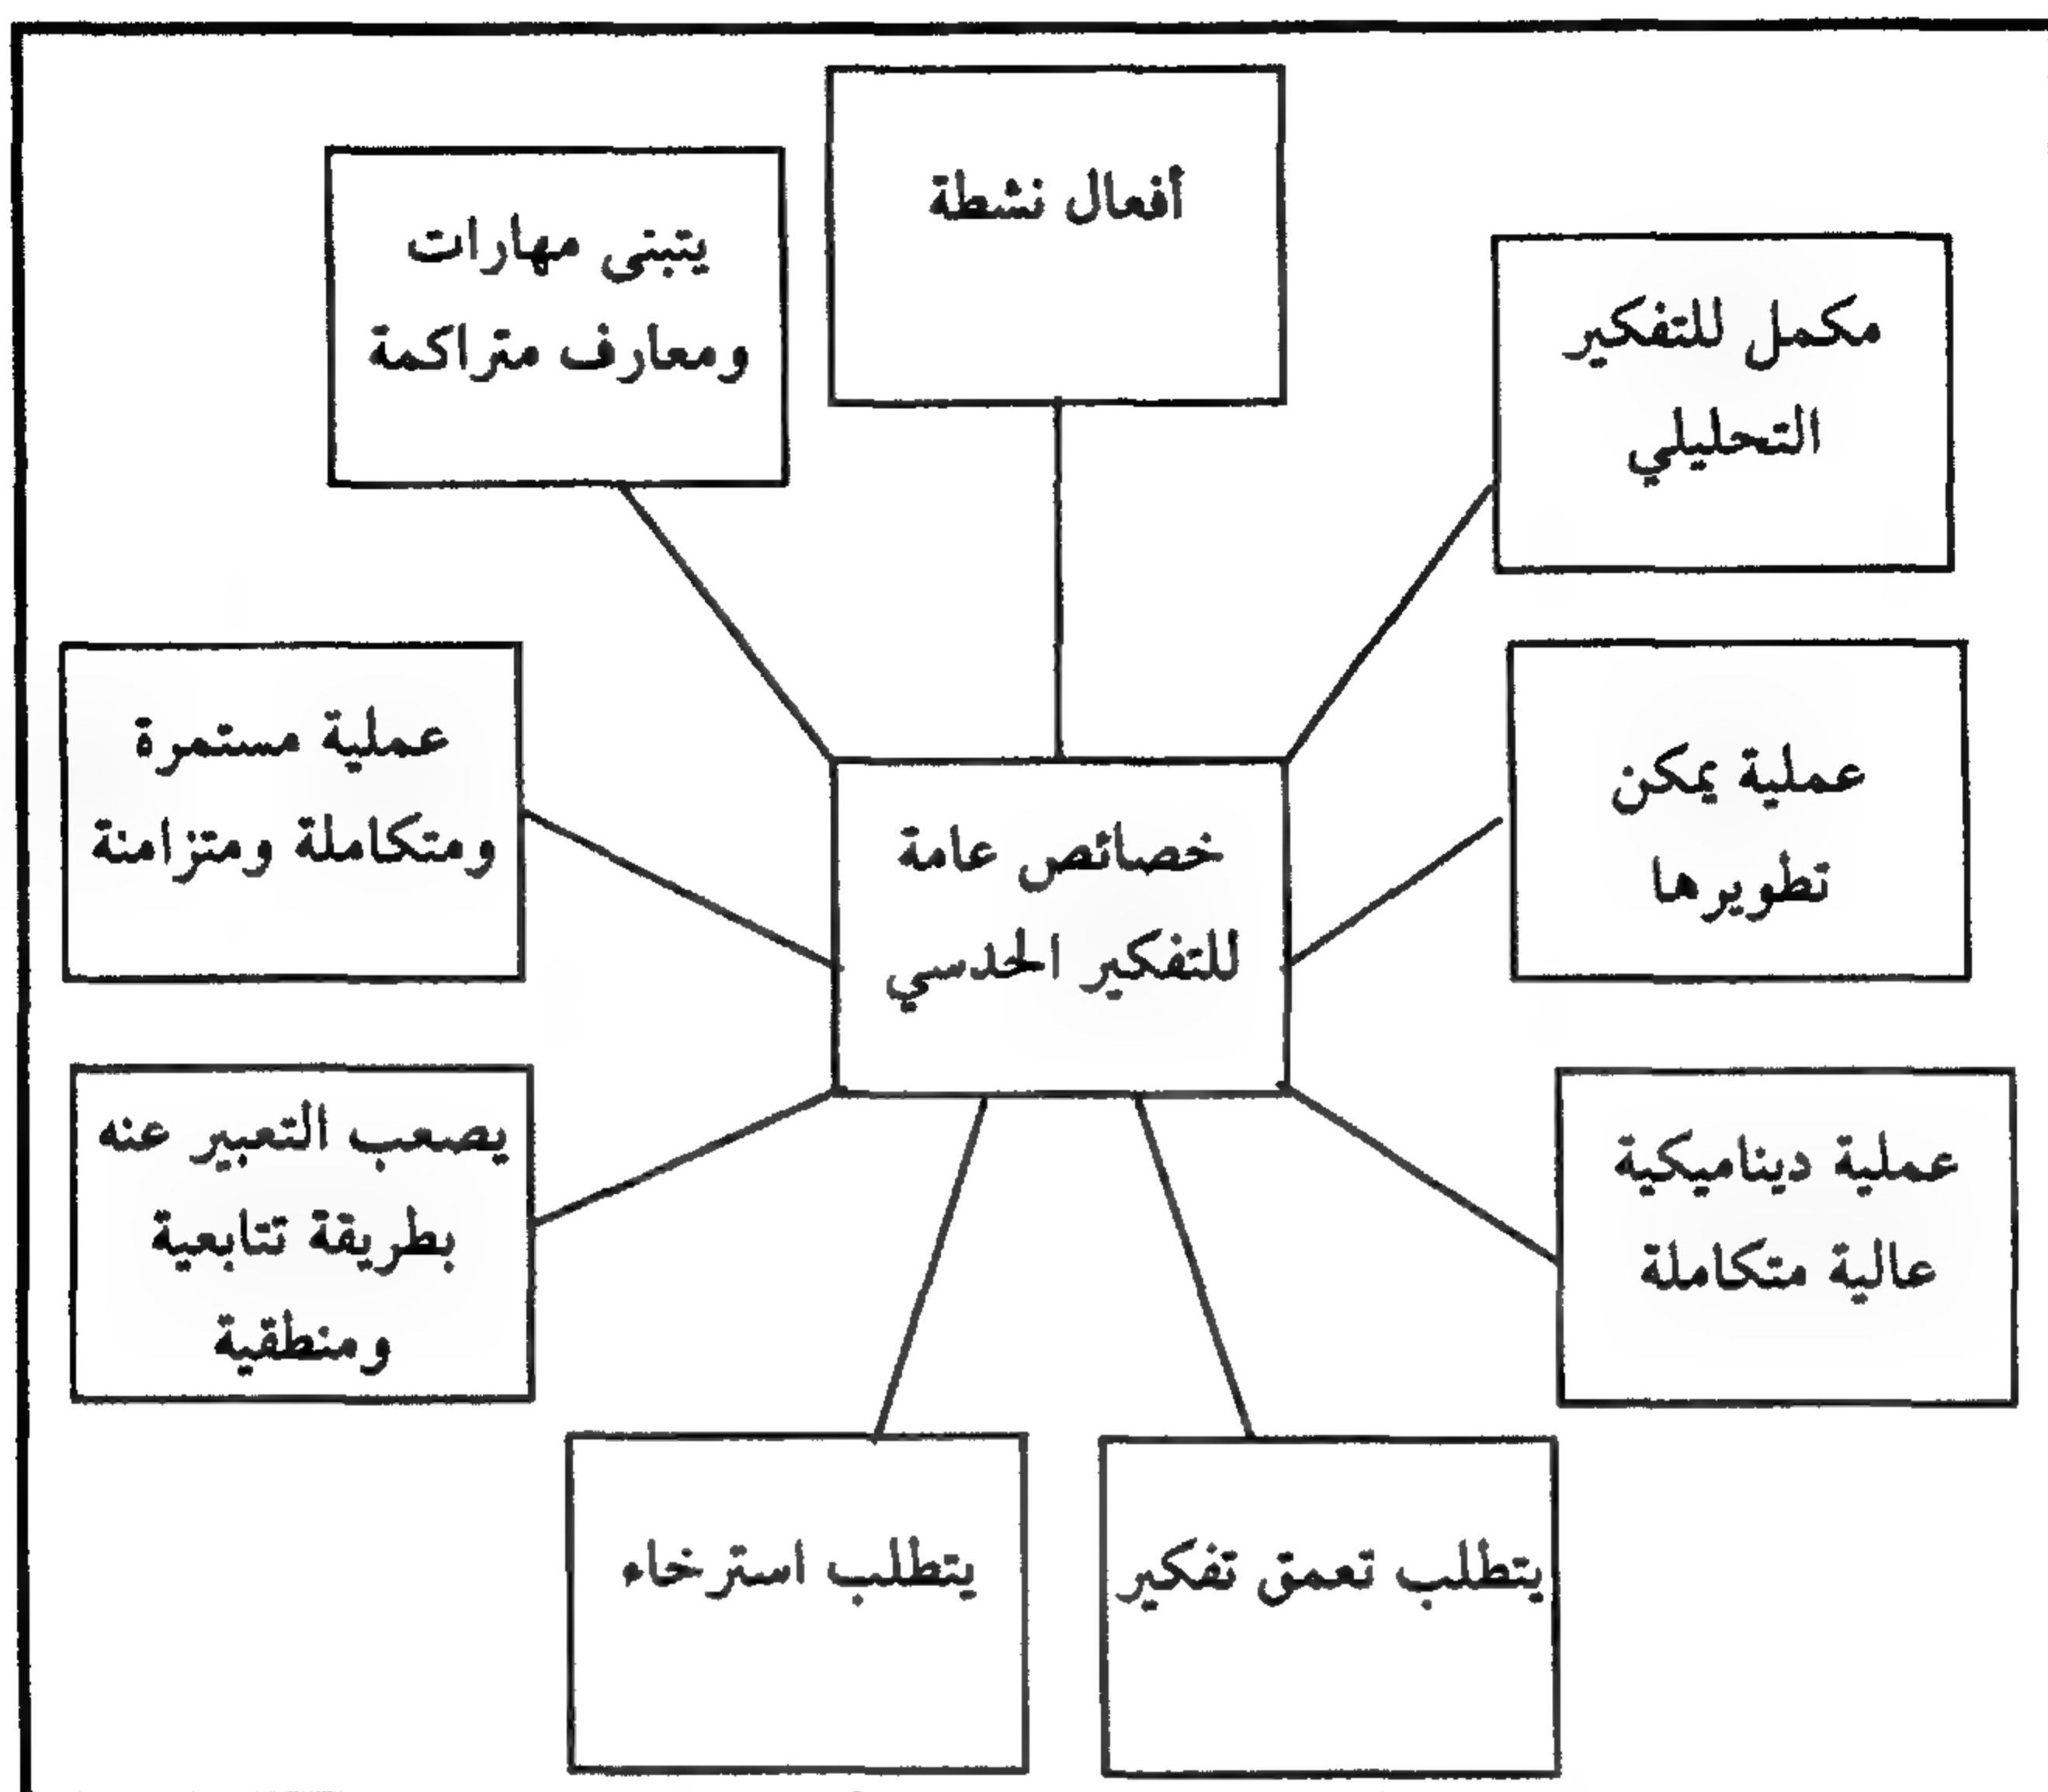 أفعال نشطة
يتبنى مهارات
ومعارف متراكمة
مكمل للتفكير
التحليلي
عملية مستمرة
ومتكاملة ومتزامنة
عملية يمكن
تطويرها
خصائص عامة
للتفكير الحدسي
يصعب التعبير عنه
بطريقة تتابعية
ومنطقية
عملية ديناميكية
عالية متكاملة
يتطلب استرخاء
يتطلب تعمق تفكير